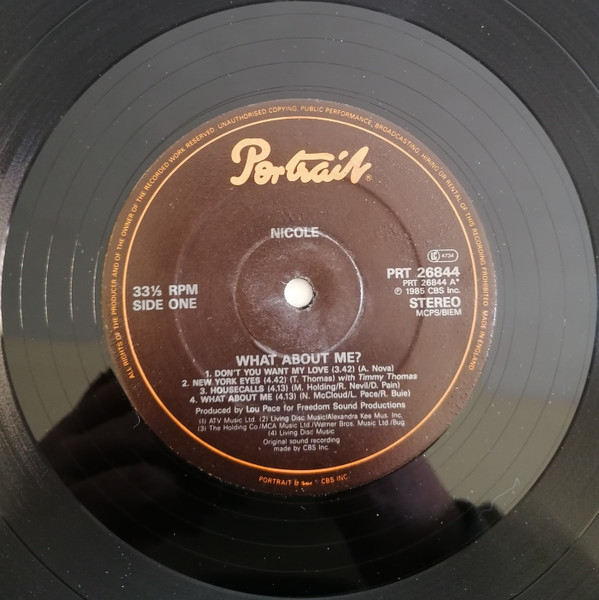 ALL RIGHTS OF THE PRODUCER AND OF THE OWNER OF THE RECORDED WORK RESERVED. UNAUTHORISED COPYING, PUBLIC PERFORMANCE, BROADCASTING, HIRING OR RENTAL OF THIS RECORDING PROHIBITED. MADE IN ENGLAND
Portrait®
NICOLE
LC 4734
33⅓ RPM
SIDE ONE
PRT 26844
PRT 26844 A*
℗ 1985 CBS Inc.
STEREO
MCPS/BIEM
WHAT ABOUT ME?
1. DON'T YOU WANT MY LOVE (3.42) (A. Nova)
2. NEW YORK EYES (4.42) (T. Thomas) with Timmy Thomas
3. HOUSECALLS (4.13) (M. Holding/R. Nevil/D. Pain)
4. WHAT ABOUT ME (4.13) (N. McCloud/L. Pace/R. Buie)
Produced by Lou Pace for Freedom Sound Productions
(1) ATV Music Ltd. (2) Living Disc Music/Alexandra Kee Mus. Inc.
(3) The Holding Co/MCA Music Ltd/Warner Bros. Music Ltd/Bug
(4) Living Disc Music
Original sound recording
made by CBS Inc.
PORTRAIT & CBS INC.